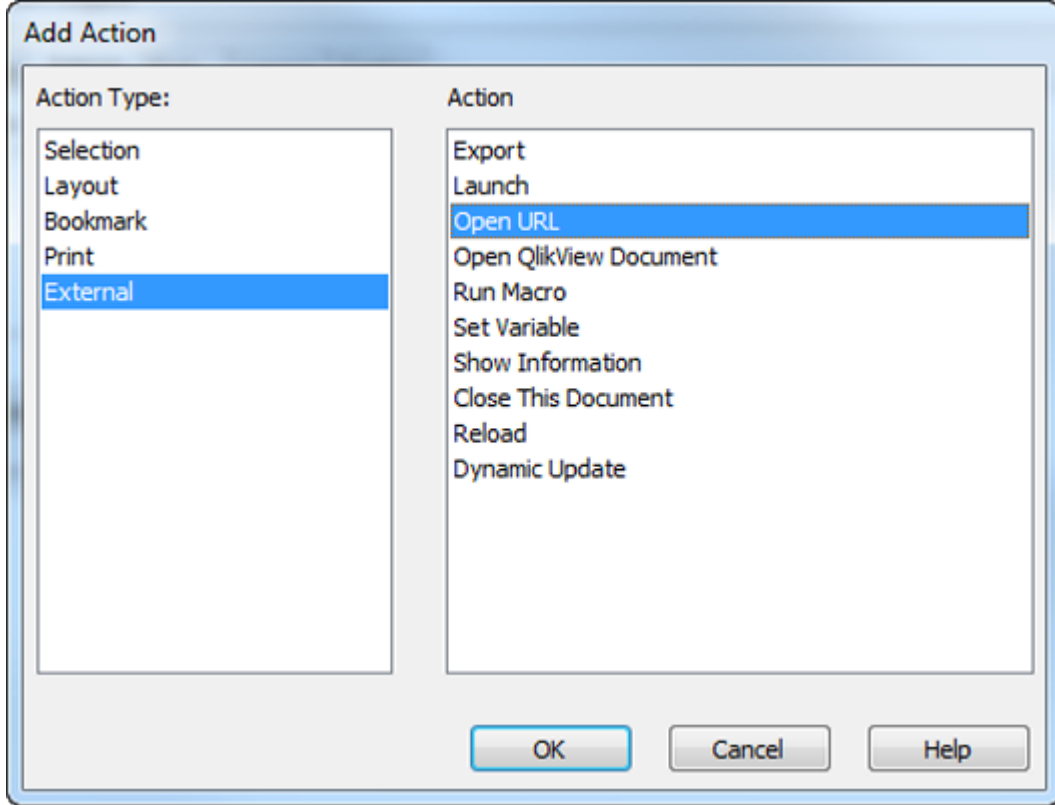 Add Action
Action Type:
Selection
Layout
Bookmark
Print
External
Action
Export
Launch
Open URL
Open QlikView Document
Run Macro
Set Variable
Show Information
Close This Document
Reload
Dynamic Update
OK
Cancel
Help